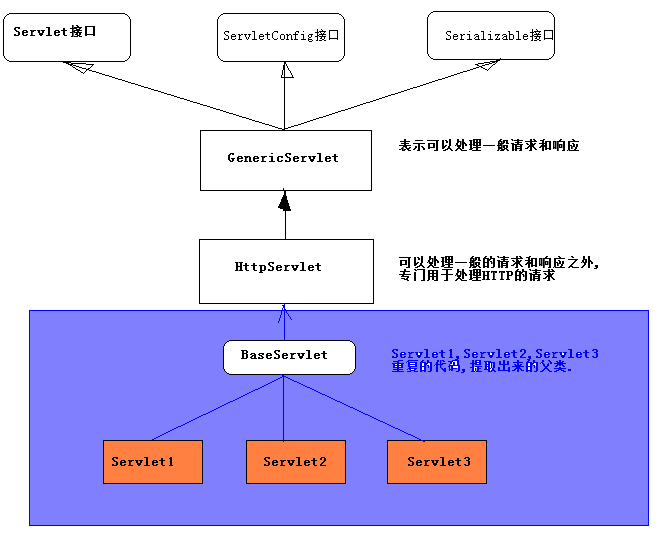 Servlet接口
ServletConfig接口
Serializable接口
GenericServlet
表示可以处理一般请求和响应
HttpServlet
可以处理一般的请求和响应之外,
专门用于处理HTTP的请求
BaseServlet
Servlet1,Servlet2,Servlet3
重复的代码,提取出来的父类.
Servlet1
Servlet2
Servlet3